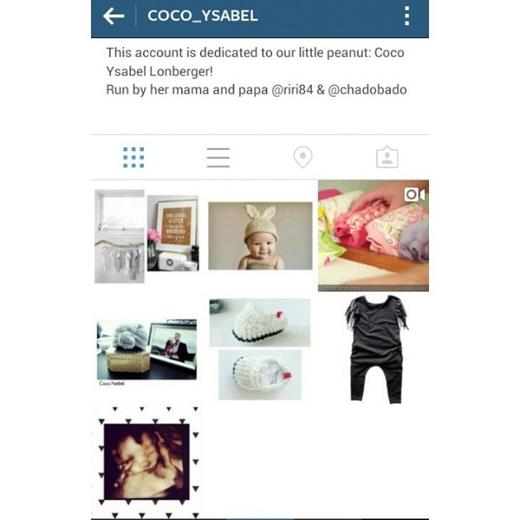 COCO_YSABEL
This account is dedicated to our little peanut: Coco
Ysabel Lonberger!
Run by her mama and papa @riri84 & @chadobado
Coco Ysabel